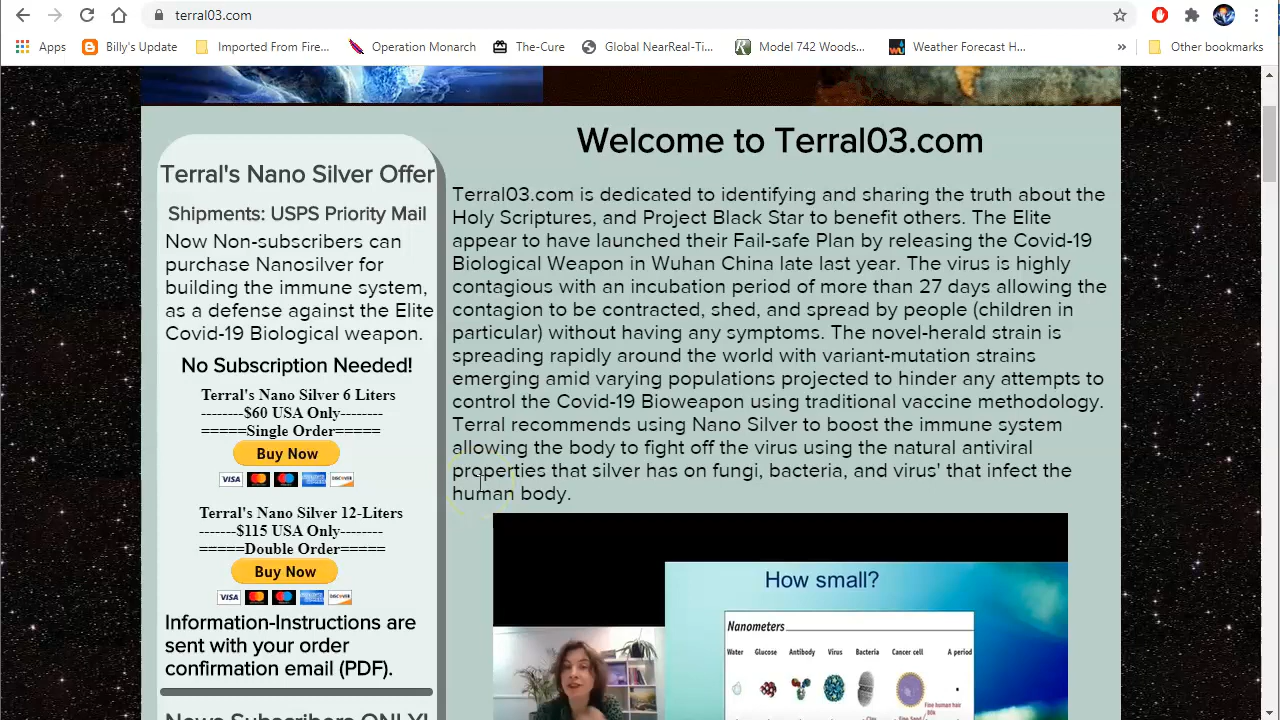 terral03.com
Apps
Billy's Update
Imported From Fire...
Operation Monarch
The-Cure
Global NearReal-Ti...
Model 742 Woods...
Weather Forecast H...
»
Other bookmarks
Terral's Nano Silver Offer
Shipments: USPS Priority Mail
Now Non-subscribers can
purchase Nanosilver for
building the immune system,
as a defense against the Elite
Covid-19 Biological weapon.
No Subscription Needed!
Terral's Nano Silver 6 Liters
--------$60 USA Only--------
=====Single Order=====
Buy Now
VISA
DISCOVER
Terral's Nano Silver 12-Liters
------$115 USA Only--------
=====Double Order=====
Buy Now
VISA
DISCOVER
Information-Instructions are
sent with your order
confirmation email (PDF).
News Subscribers ONLY!
Welcome to Terral03.com
Terral03.com is dedicated to identifying and sharing the truth about the
Holy Scriptures, and Project Black Star to benefit others. The Elite
appear to have launched their Fail-safe Plan by releasing the Covid-19
Biological Weapon in Wuhan China late last year. The virus is highly
contagious with an incubation period of more than 27 days allowing the
contagion to be contracted, shed, and spread by people (children in
particular) without having any symptoms. The novel-herald strain is
spreading rapidly around the world with variant-mutation strains
emerging amid varying populations projected to hinder any attempts to
control the Covid-19 Bioweapon using traditional vaccine methodology.
Terral recommends using Nano Silver to boost the immune system
allowing the body to fight off the virus using the natural antiviral
properties that silver has on fungi, bacteria, and virus' that infect the
human body.
How small?
Nanometers
Water
Glucose
Antibody
Virus
Bacteria
Cancer cell
A period
Fine human hair